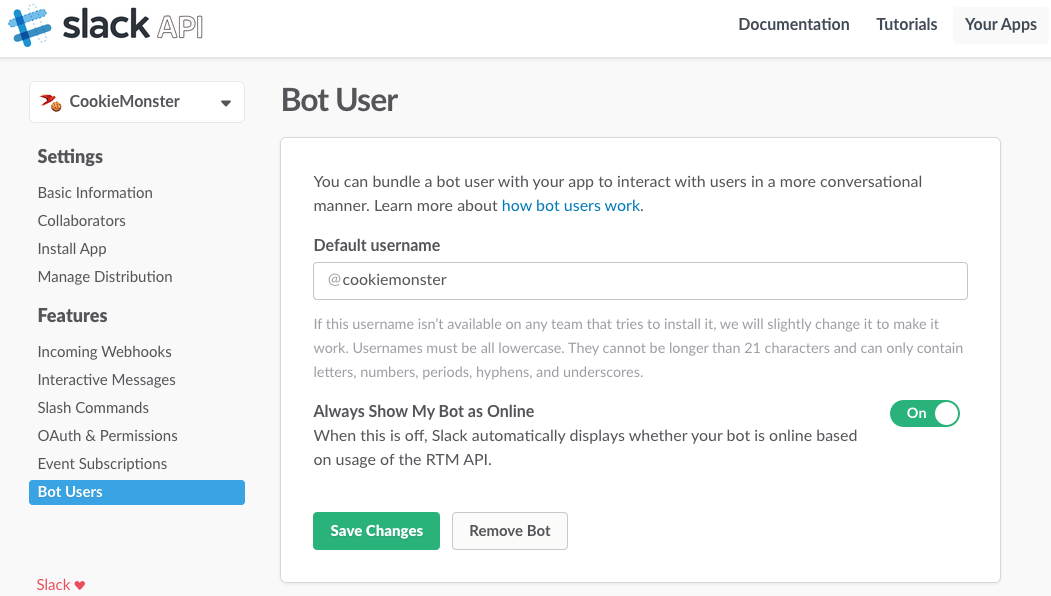 slack API
Documentation
Tutorials
Your Apps
CookieMonster
Settings
Basic Information
Collaborators
Install App
Manage Distribution
Features
Incoming Webhooks
Interactive Messages
Slash Commands
OAuth & Permissions
Event Subscriptions
Bot Users
Slack ♥
Bot User
You can bundle a bot user with your app to interact with users in a more conversational
manner. Learn more about how bot users work.
Default username
@cookiemonster
If this username isn't available on any team that tries to install it, we will slightly change it to make it
work. Usernames must be all lowercase. They cannot be longer than 21 characters and can only contain
letters, numbers, periods, hyphens, and underscores.
Always Show My Bot as Online
On
When this is off, Slack automatically displays whether your bot is online based
on usage of the RTM API.
Save Changes
Remove Bot